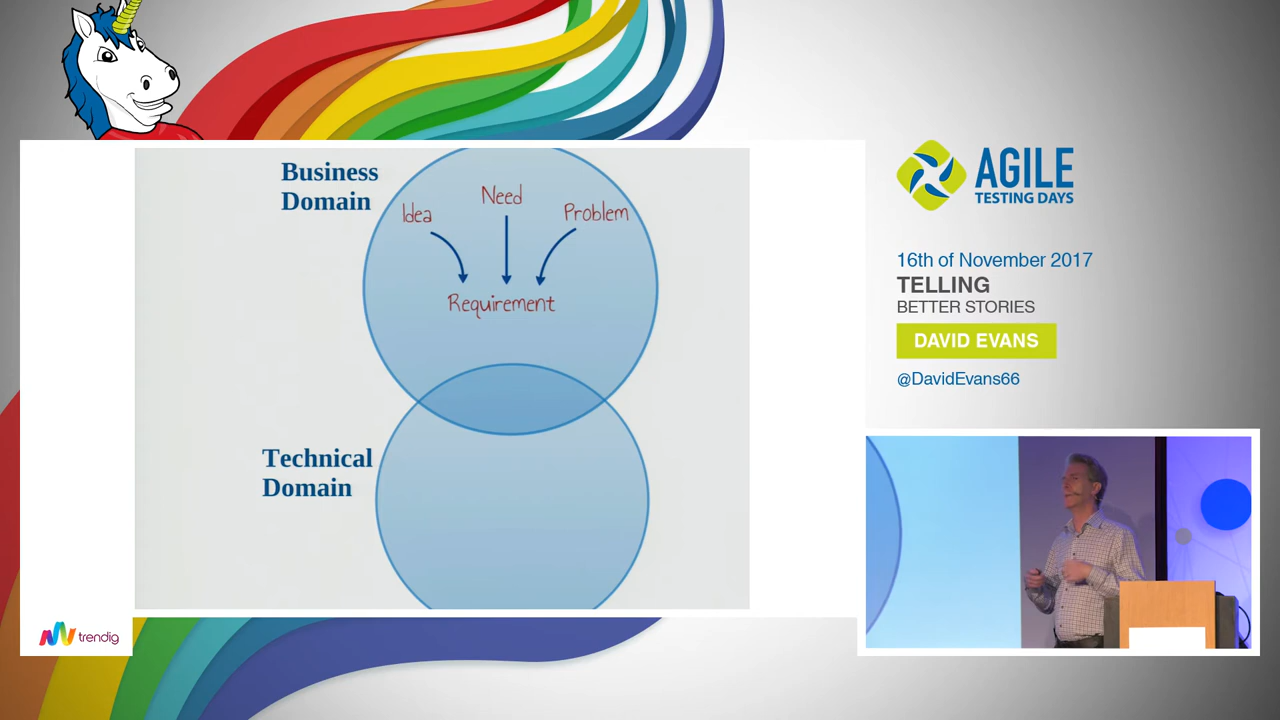 Business
Domain
Idea
Need
Problem
Requirement
Technical
Domain
trendig
AGILE
TESTING DAYS
16th of November 2017
TELLING
BETTER STORIES
DAVID EVANS
@DavidEvans66